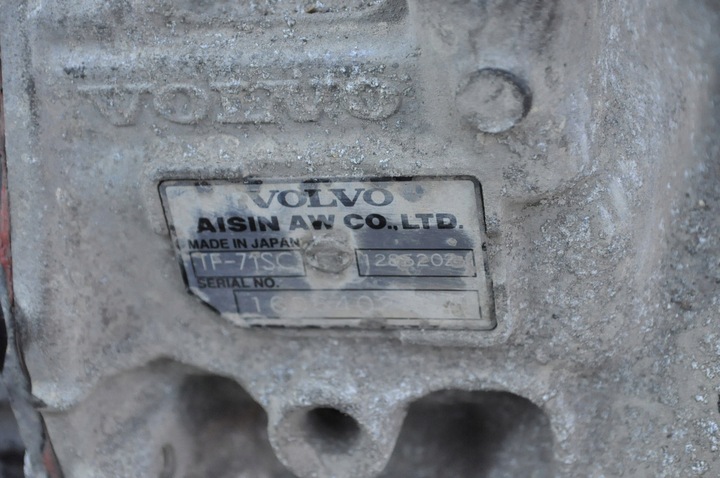 VOLVO
VOLVO
AISIN AW CO., LTD.
MADE IN JAPAN
TF-71SC
SERIAL NO.